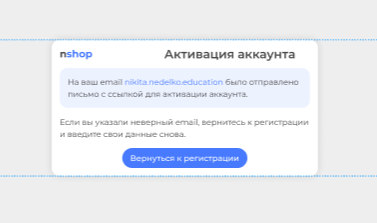 nshop
Активация аккаунта
На ваш email nikita.nedelko.education было отправлено
письмо с ссылкой для активации аккаунта.
Если вы указали неверный email, вернитесь к регистрации
и введите свои данные снова.
Вернуться к регистрации